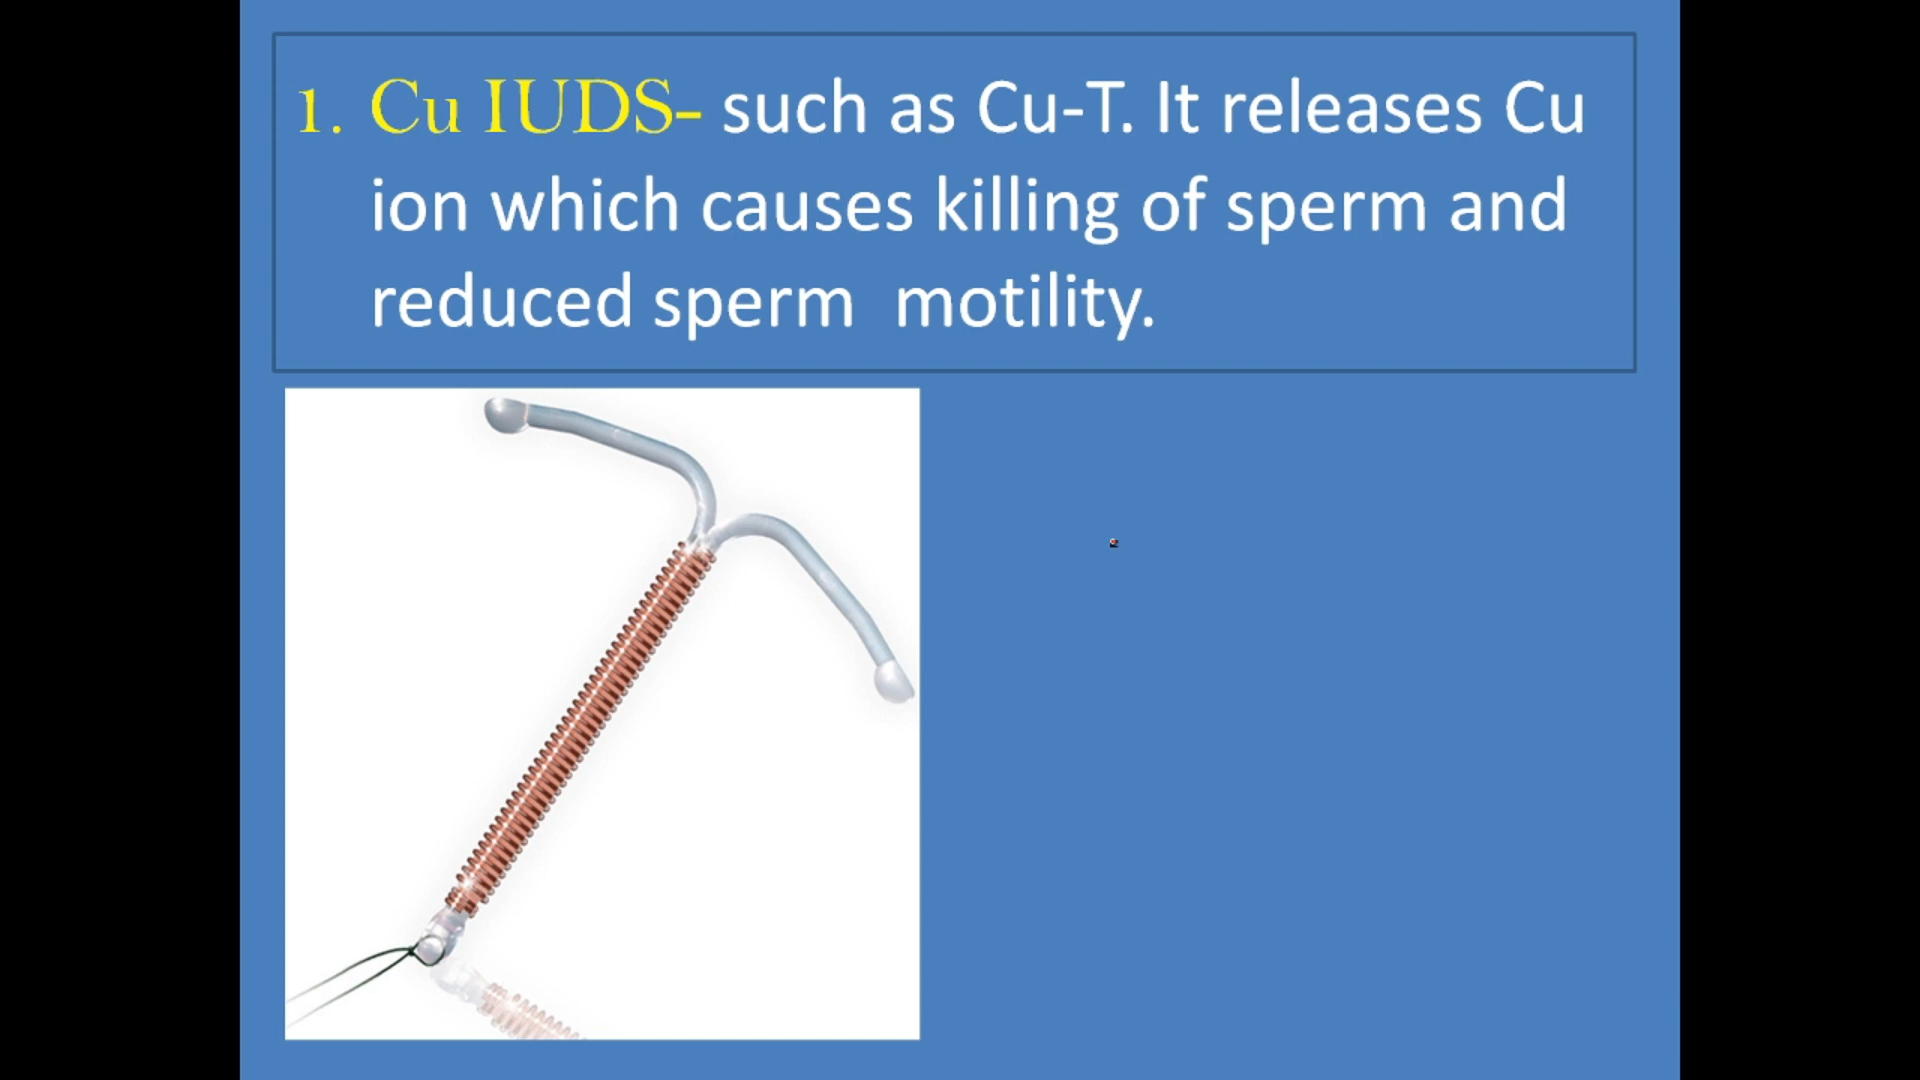 1. Cu IUDS- such as Cu-T. It releases Cu
ion which causes killing of sperm and
reduced sperm  motility.